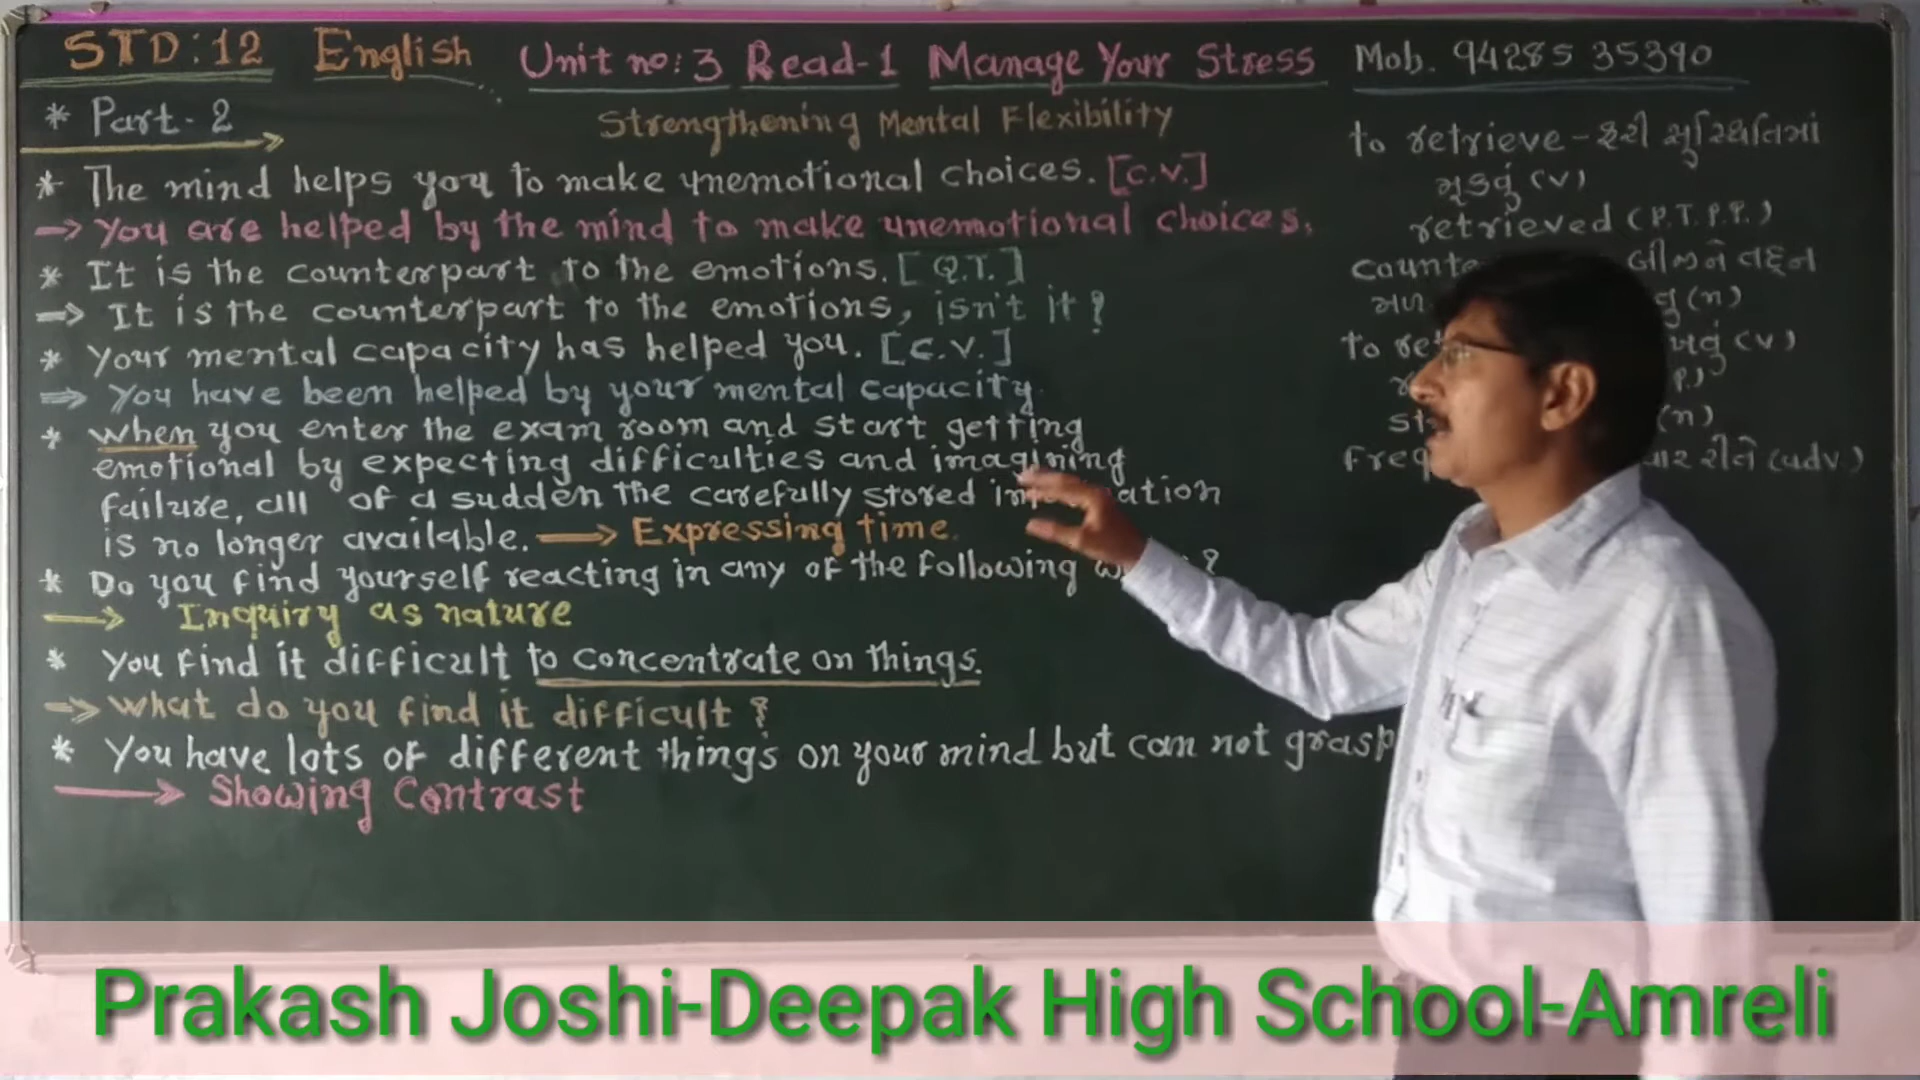 STD:12 English Unit no:3 Read-1 Manage Your Stress Mob. 94285 35390
* Part-2
Strengthening Mental Flexibility
* The mind helps you to make unemotional choices. [C.V.]
→ You are helped by the mind to make unemotional choices.
* It is the counterpart to the emotions. [Q.T.]
→ It is the counterpart to the emotions, isn't it?
* Your mental capacity has helped you. [C.V.]
⇒ You have been helped by your mental capacity.
* When you enter the exam room and start getting
emotional by expecting difficulties and imagining
failure, all of a sudden the carefully stored
is no longer available. → Expressing time.
* Do you find yourself reacting in any of the following ?
→ Inquiry as nature
* You find it difficult to concentrate on things.
→ What do you find it difficult ?
* You have lots of different things on your mind but can not grasp
→ Showing Contrast
to retrieve - ફરી સુસ્થિતિમાં
મૂકવું (v)
retrieved (P.T. P.P.)
(n)
to (v)
(n)
(adv.)
Prakash Joshi-Deepak High School-Amreli